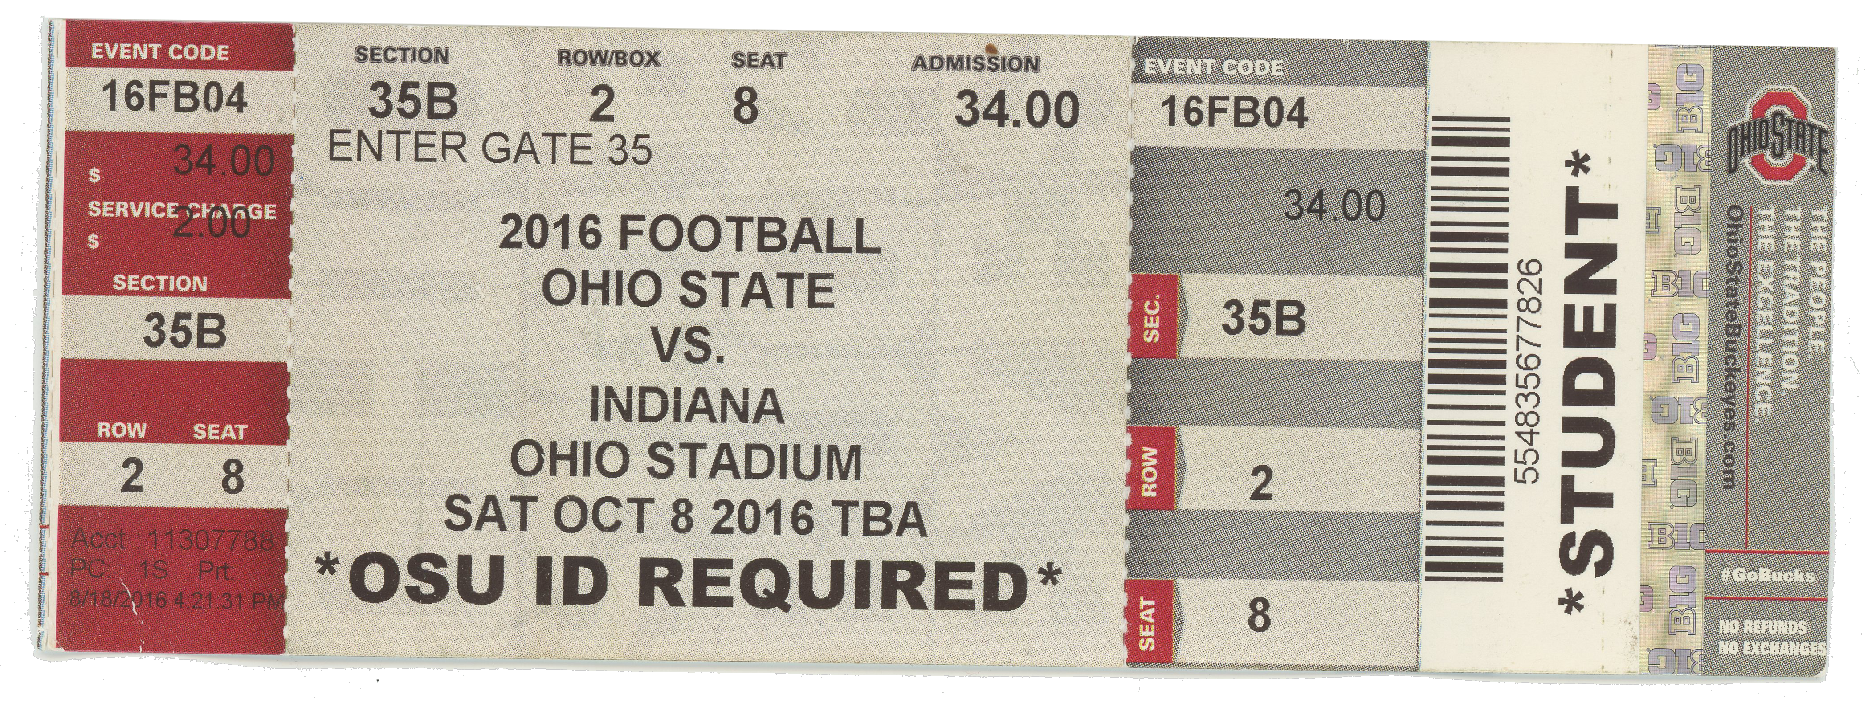 EVENT CODE
16FB04
$ 34.00
SERVICE CHARGE
$ 2.00
SECTION
35B
ROW SEAT
2 8
Acct 11307788
PC 1S Prt.
8/18/2016 4.21.31 PM
SECTION ROW/BOX SEAT ADMISSION
35B 2 8 34.00
ENTER GATE 35
2016 FOOTBALL
OHIO STATE
VS.
INDIANA
OHIO STADIUM
SAT OCT 8 2016 TBA
*OSU ID REQUIRED*
EVENT CODE
16FB04
34.00
SEC. 35B
ROW 2
SEAT 8
554835677826
*STUDENT*
BIG
BIG
BIG
BIG
OHIO STATE
THE PEOPLE
THE TRADITION
THE EXCELLENCE
OhioStateBuckeyes.com
#GoBucks
NO REFUNDS
NO EXCHANGES